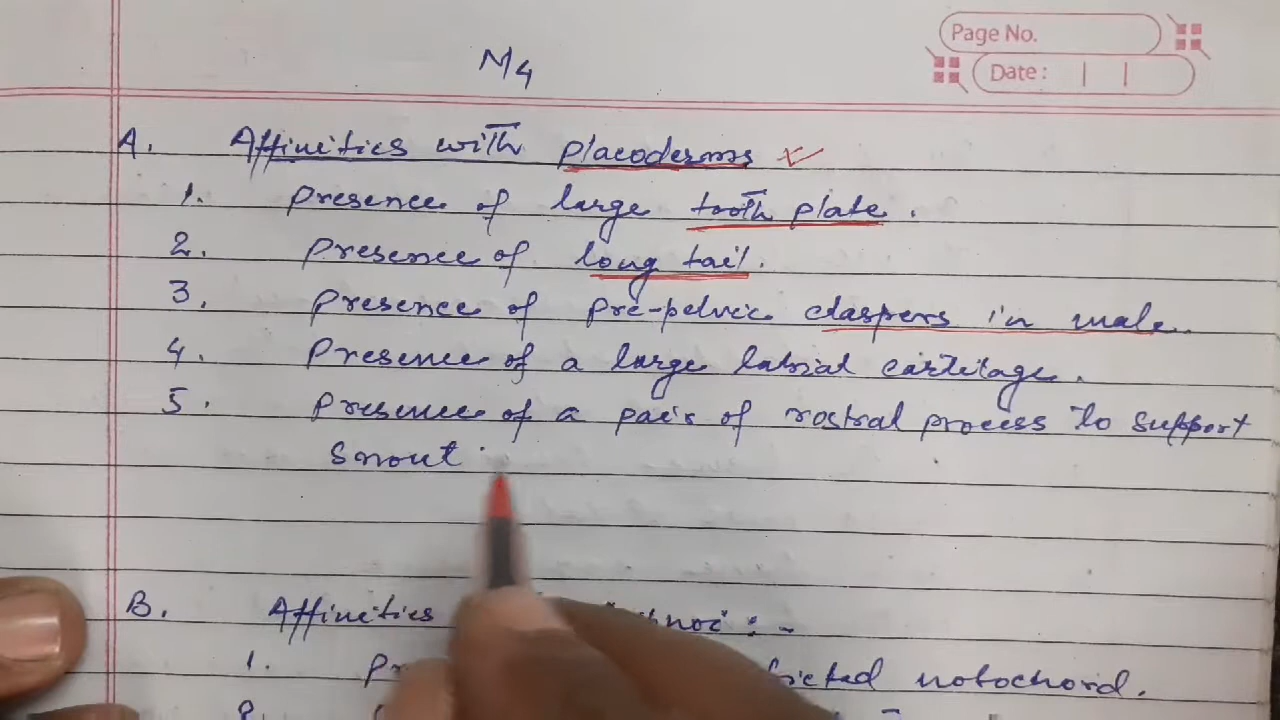 Page No.
M4
Date :
A. Affinities with placoderms
1. Presence of large tooth plate.
2. Presence of long tail.
3. Presence of pre-pelvic claspers in male.
4. Presence of a large labial cartilage.
5. Presence of a pair of rostral process to support
Snout.
B. Affinities : -
1. notochord.
2.